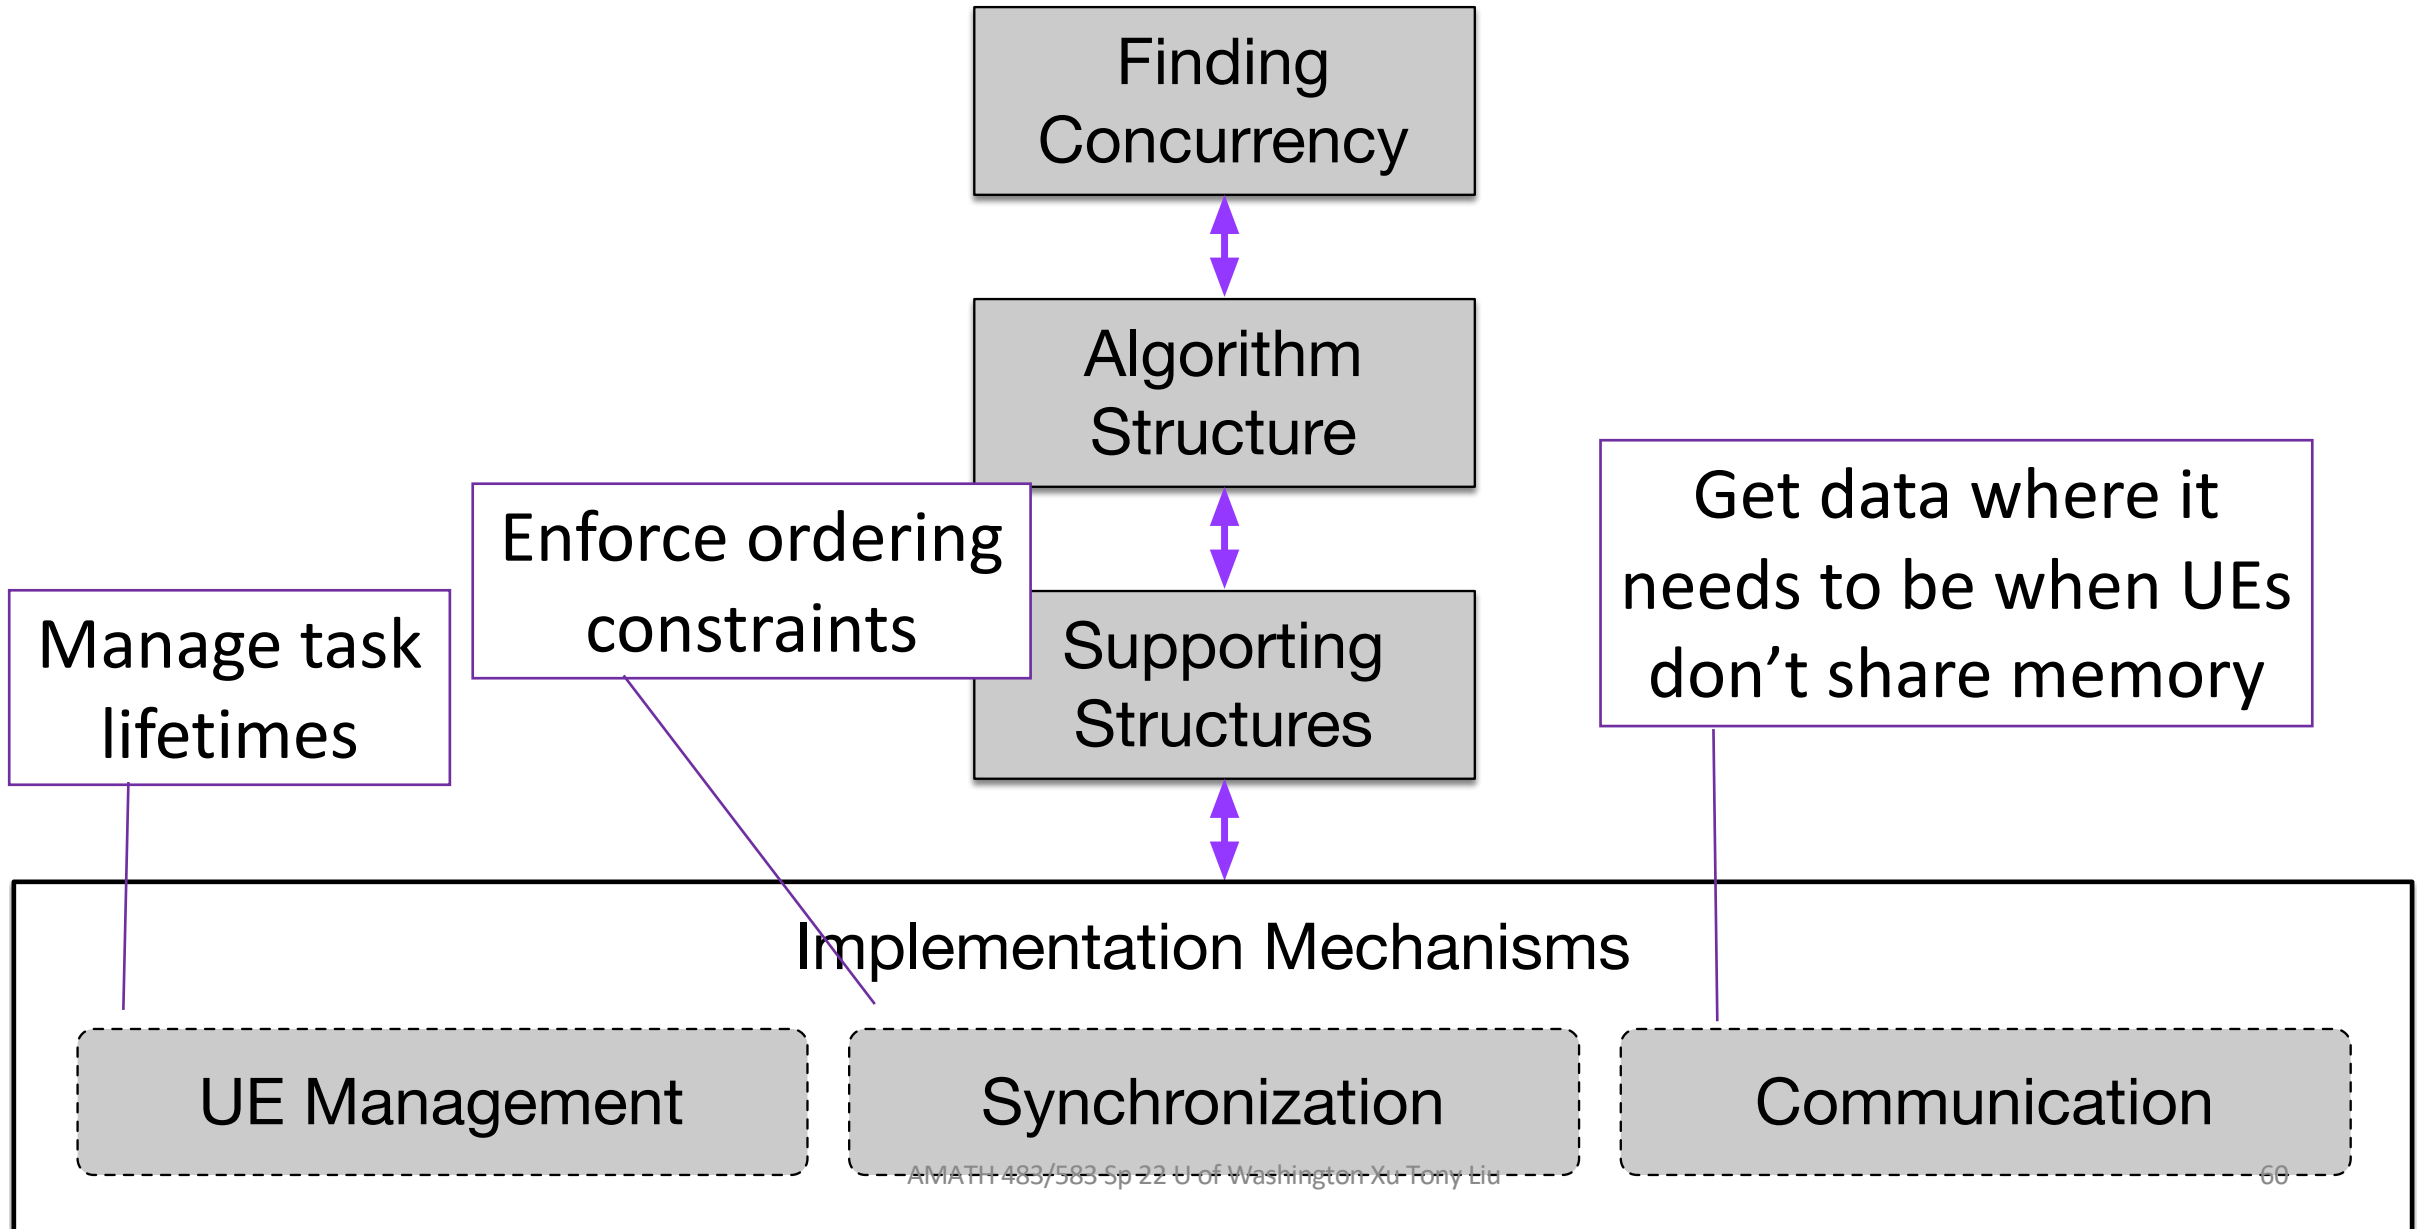 Finding
Concurrency
Algorithm
Structure
Enforce ordering
constraints
Get data where it
needs to be when UEs
don’t share memory
Manage task
lifetimes
Supporting
Structures
Implementation Mechanisms
UE Management
Synchronization
Communication
AMATH 483/583 Sp 22 U of Washington Xu Tony Liu
60